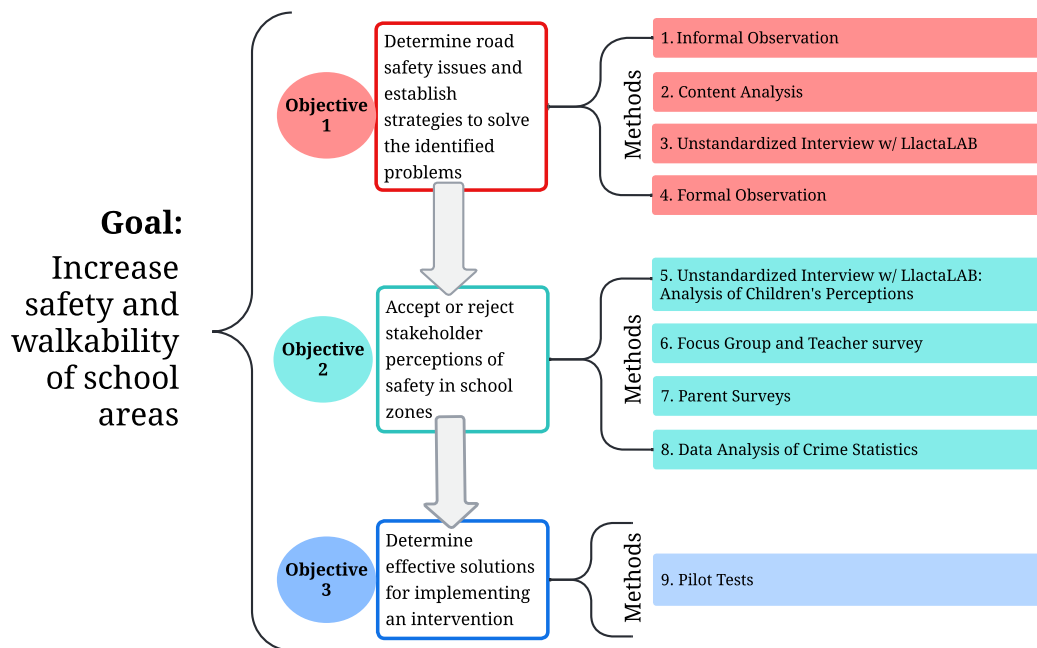 Goal:
Increase
safety and
walkability
of school
areas
Objective
1
Determine road
safety issues and
establish
strategies to solve
the identified
problems
Methods
1. Informal Observation
2. Content Analysis
3. Unstandardized Interview w/ LlactaLAB
4. Formal Observation
Objective
2
Accept or reject
stakeholder
perceptions of
safety in school
zones
Methods
5. Unstandardized Interview w/ LlactaLAB:
Analysis of Children's Perceptions
6. Focus Group and Teacher survey
7. Parent Surveys
8. Data Analysis of Crime Statistics
Objective
3
Determine
effective solutions
for implementing
an intervention
Methods
9. Pilot Tests